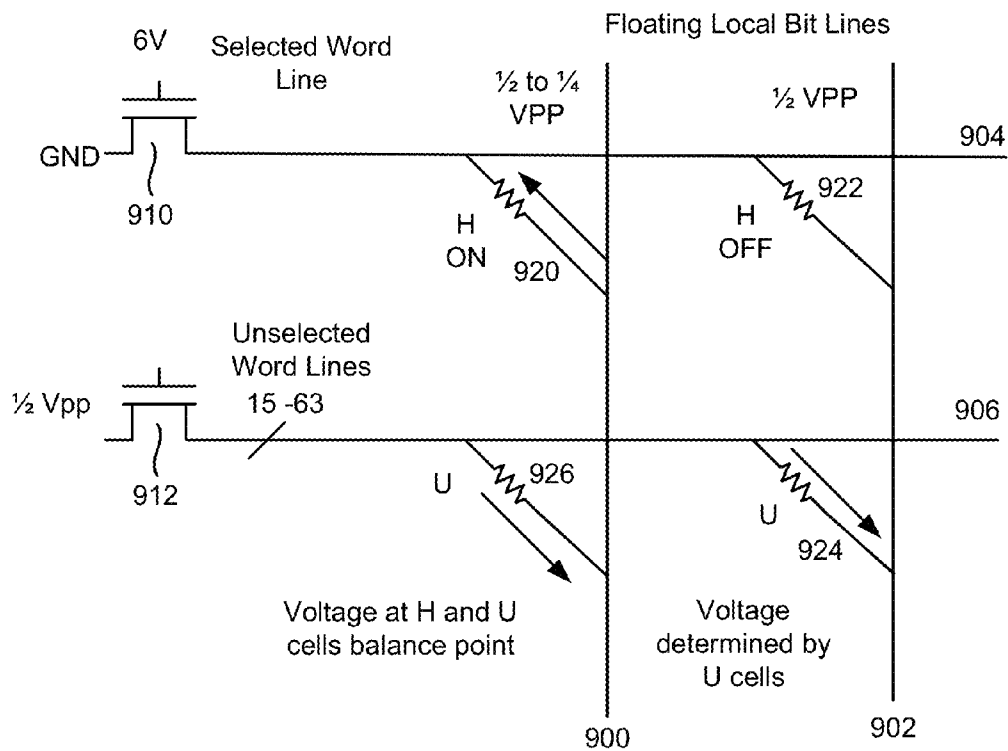 Floating Local Bit Lines
6V
Selected Word
Line
½ to ¼
VPP
½ VPP
GND
904
910
H
ON
920
922
H
OFF
Unselected
Word Lines
½ Vpp
15 -63
906
912
U
926
U
924
Voltage at H and U
cells balance point
Voltage
determined by
U cells
900
902